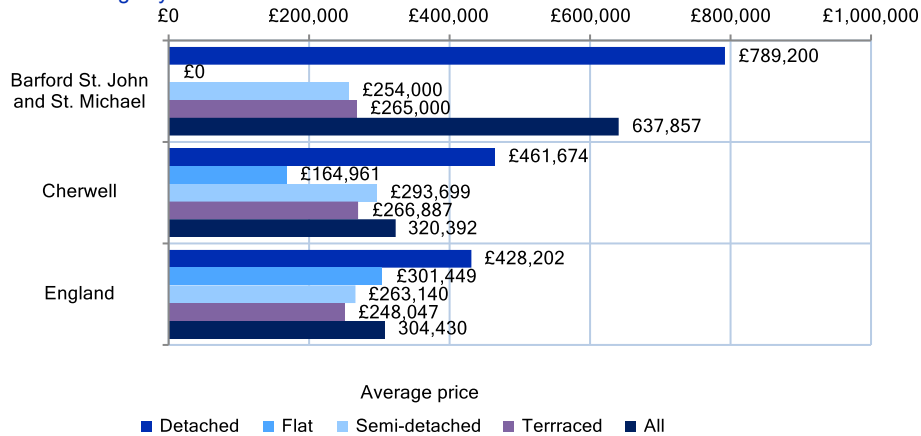 £0 £200,000 £400,000 £600,000 £800,000 £1,000,000
Barford St. John
and St. Michael
£789,200
£0
£254,000
£265,000
637,857
Cherwell
£461,674
£164,961
£293,699
£266,887
320,392
England
£428,202
£301,449
£263,140
£248,047
304,430
Average price
Detached Flat Semi-detached Terrraced All